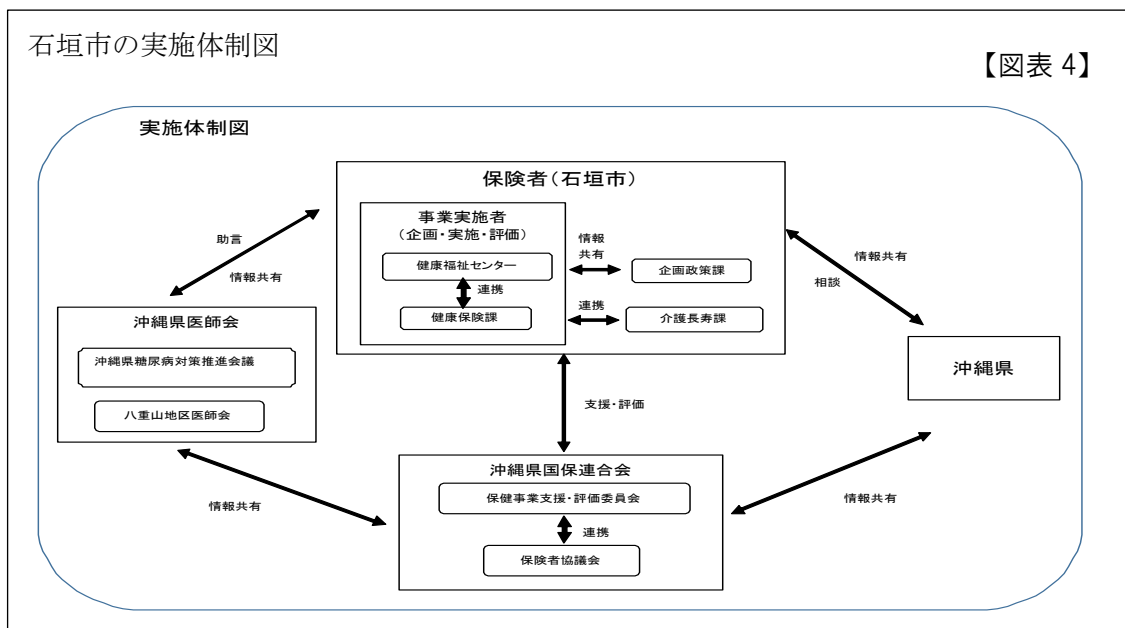 石垣市の実施体制図
【図表 4】
実施体制図
保険者(石垣市)
事業実施者
(企画・実施・評価)
健康福祉センター
連携
健康保険課
情報
共有
企画政策課
連携
介護長寿課
助言
情報共有
情報共有
相談
沖縄県医師会
沖縄県糖尿病対策推進会議
八重山地区医師会
沖縄県
支援・評価
沖縄県国保連合会
保健事業支援・評価委員会
連携
保険者協議会
情報共有
情報共有